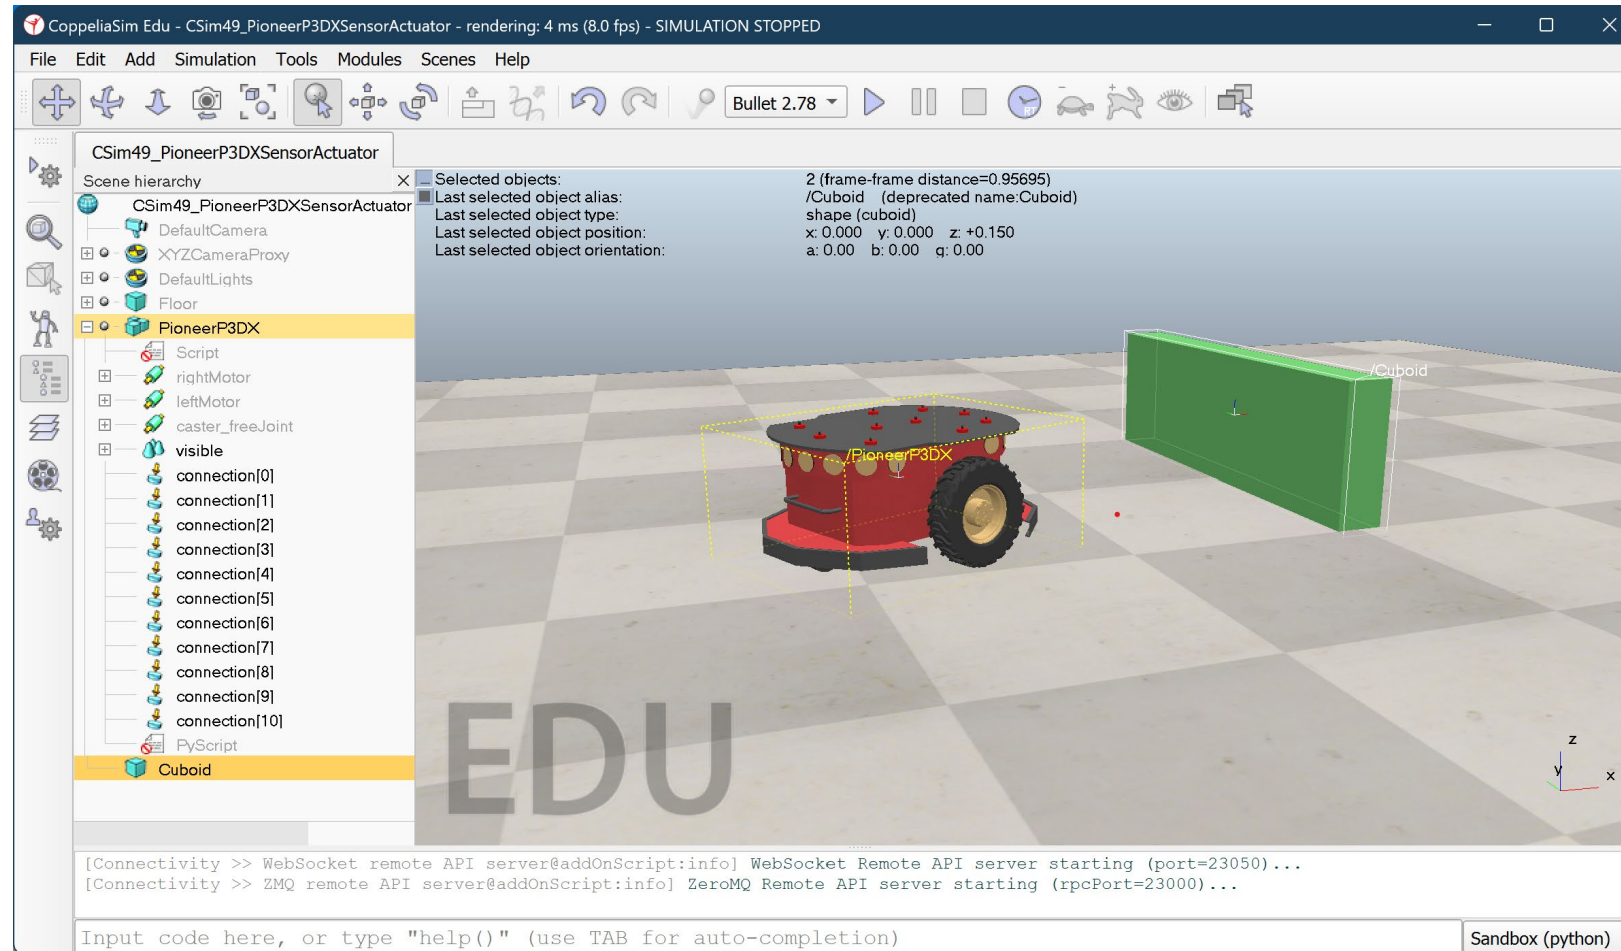 CoppeliaSim Edu - CSim49_PioneerP3DXSensorActuator - rendering: 4 ms (8.0 fps) - SIMULATION STOPPED
File Edit Add Simulation Tools Modules Scenes Help
Bullet 2.78
RT
CSim49_PioneerP3DXSensorActuator
Scene hierarchy
CSim49_PioneerP3DXSensorActuator
DefaultCamera
XYZCameraProxy
DefaultLights
Floor
PioneerP3DX
Script
rightMotor
leftMotor
caster_freeJoint
visible
connection[0]
connection[1]
connection[2]
connection[3]
connection[4]
connection[5]
connection[6]
connection[7]
connection[8]
connection[9]
connection[10]
PyScript
Cuboid
Selected objects: 2 (frame-frame distance=0.95695)
Last selected object alias: /Cuboid (deprecated name:Cuboid)
Last selected object type: shape (cuboid)
Last selected object position: x: 0.000 y: 0.000 z: +0.150
Last selected object orientation: a: 0.00 b: 0.00 g: 0.00
/Cuboid
/PioneerP3DX
EDU
z
y
x
[Connectivity >> WebSocket remote API server@addOnScript:info] WebSocket Remote API server starting (port=23050)...
[Connectivity >> ZMQ remote API server@addOnScript:info] ZeroMQ Remote API server starting (rpcPort=23000)...
Input code here, or type "help()" (use TAB for auto-completion)
Sandbox (python)